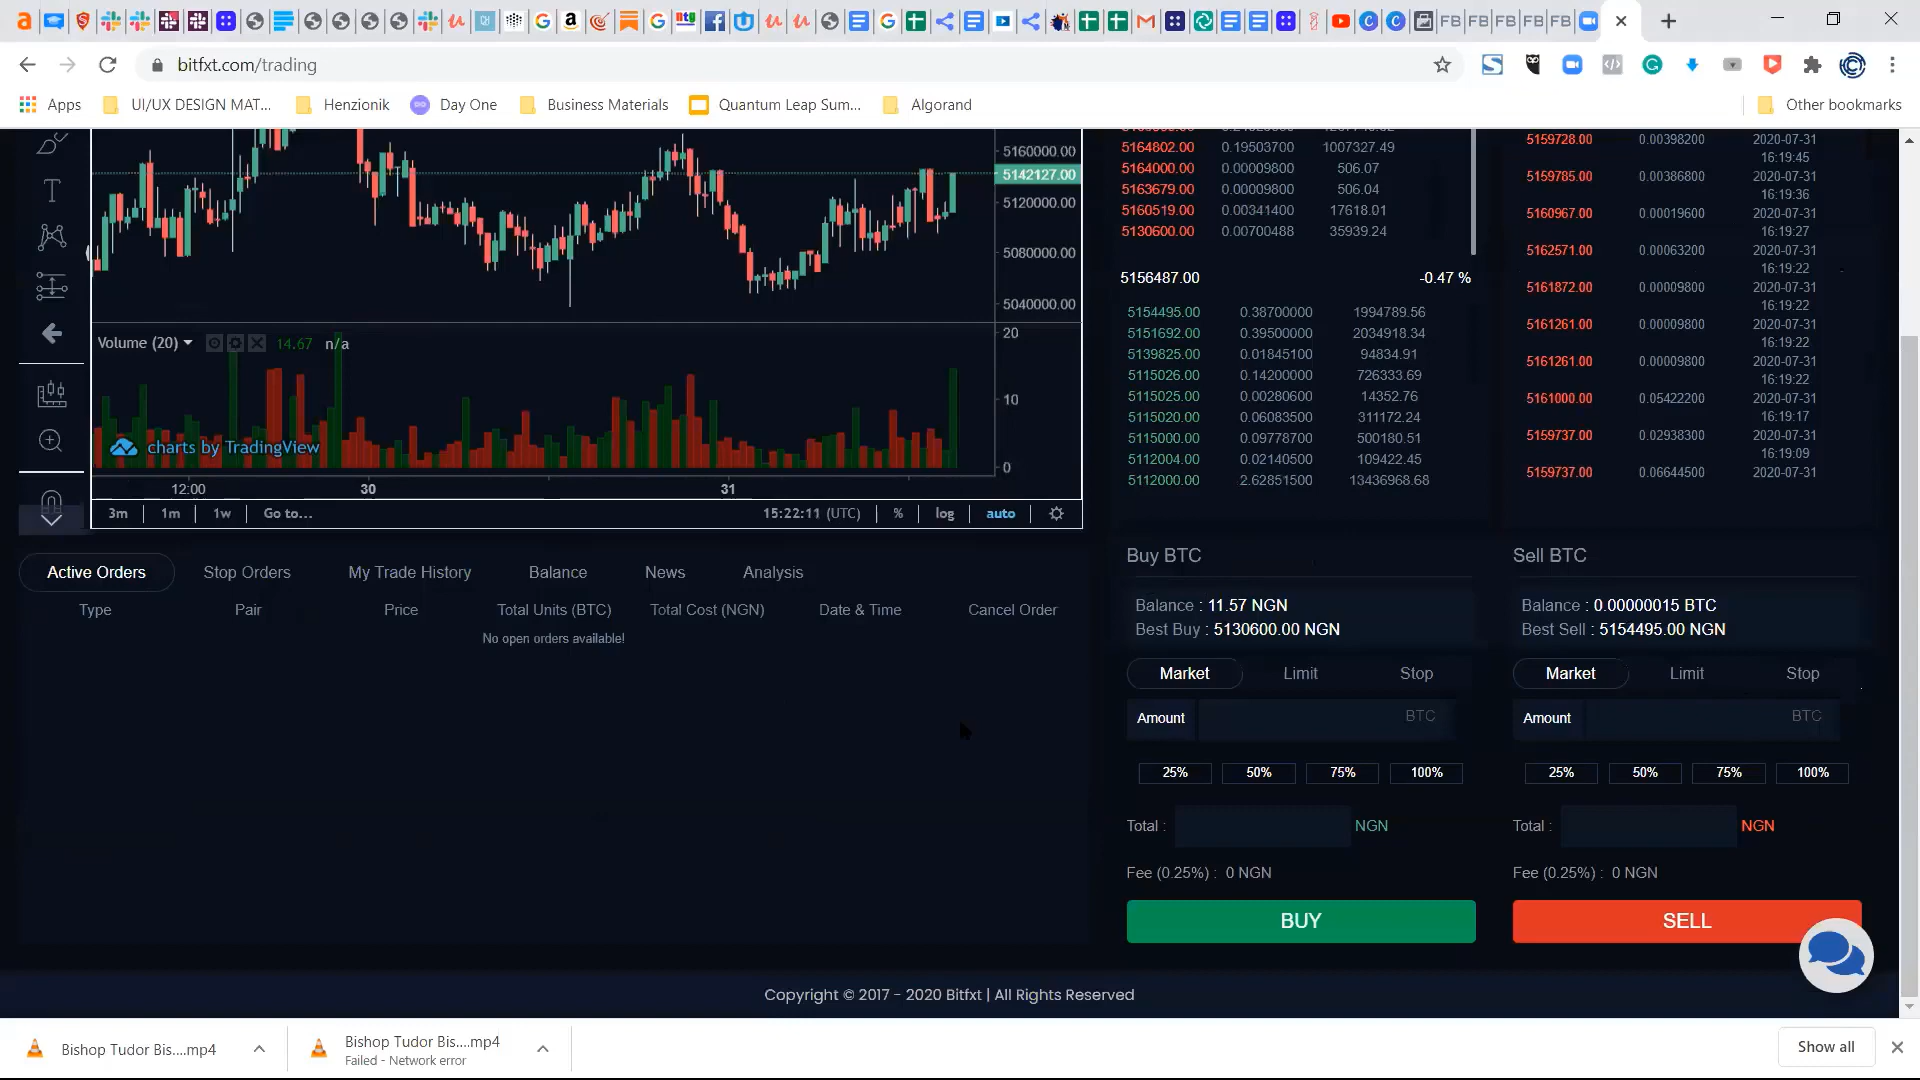 FB FB FB FB FB
bitfxt.com/trading
Apps UI/UX DESIGN MAT... Henzionik Day One Business Materials Quantum Leap Sum... Algorand Other bookmarks
5160000.00
5142127.00
5120000.00
5080000.00
5040000.00
Volume (20) 14.67 n/a
20
10
0
charts by TradingView
12:00 30 31
3m 1m 1w Go to... 15:22:11 (UTC) % log auto
5164802.00 0.19503700 1007327.49
5164000.00 0.00009800 506.07
5163679.00 0.00009800 506.04
5160519.00 0.00341400 17618.01
5130600.00 0.00700488 35939.24
5156487.00 -0.47 %
5154495.00 0.38700000 1994789.56
5151692.00 0.39500000 2034918.34
5139825.00 0.01845100 94834.91
5115026.00 0.14200000 726333.69
5115025.00 0.00280600 14352.76
5115020.00 0.06083500 311172.24
5115000.00 0.09778700 500180.51
5112004.00 0.02140500 109422.45
5112000.00 2.62851500 13436968.68
5159728.00 0.00398200 2020-07-31
16:19:45
5159785.00 0.00386800 2020-07-31
16:19:36
5160967.00 0.00019600 2020-07-31
16:19:27
5162571.00 0.00063200 2020-07-31
16:19:22
5161872.00 0.00009800 2020-07-31
16:19:22
5161261.00 0.00009800 2020-07-31
16:19:22
5161261.00 0.00009800 2020-07-31
16:19:22
5161000.00 0.05422200 2020-07-31
16:19:17
5159737.00 0.02938300 2020-07-31
16:19:09
5159737.00 0.06644500 2020-07-31
Active Orders Stop Orders My Trade History Balance News Analysis
Type Pair Price Total Units (BTC) Total Cost (NGN) Date & Time Cancel Order
No open orders available!
Buy BTC
Balance : 11.57 NGN
Best Buy : 5130600.00 NGN
Market Limit Stop
Amount BTC
25% 50% 75% 100%
Total : NGN
Fee (0.25%) : 0 NGN
BUY
Sell BTC
Balance : 0.00000015 BTC
Best Sell : 5154495.00 NGN
Market Limit Stop
Amount BTC
25% 50% 75% 100%
Total : NGN
Fee (0.25%) : 0 NGN
SELL
Copyright © 2017 - 2020 Bitfxt | All Rights Reserved
Bishop Tudor Bis....mp4
Bishop Tudor Bis....mp4
Failed - Network error
Show all